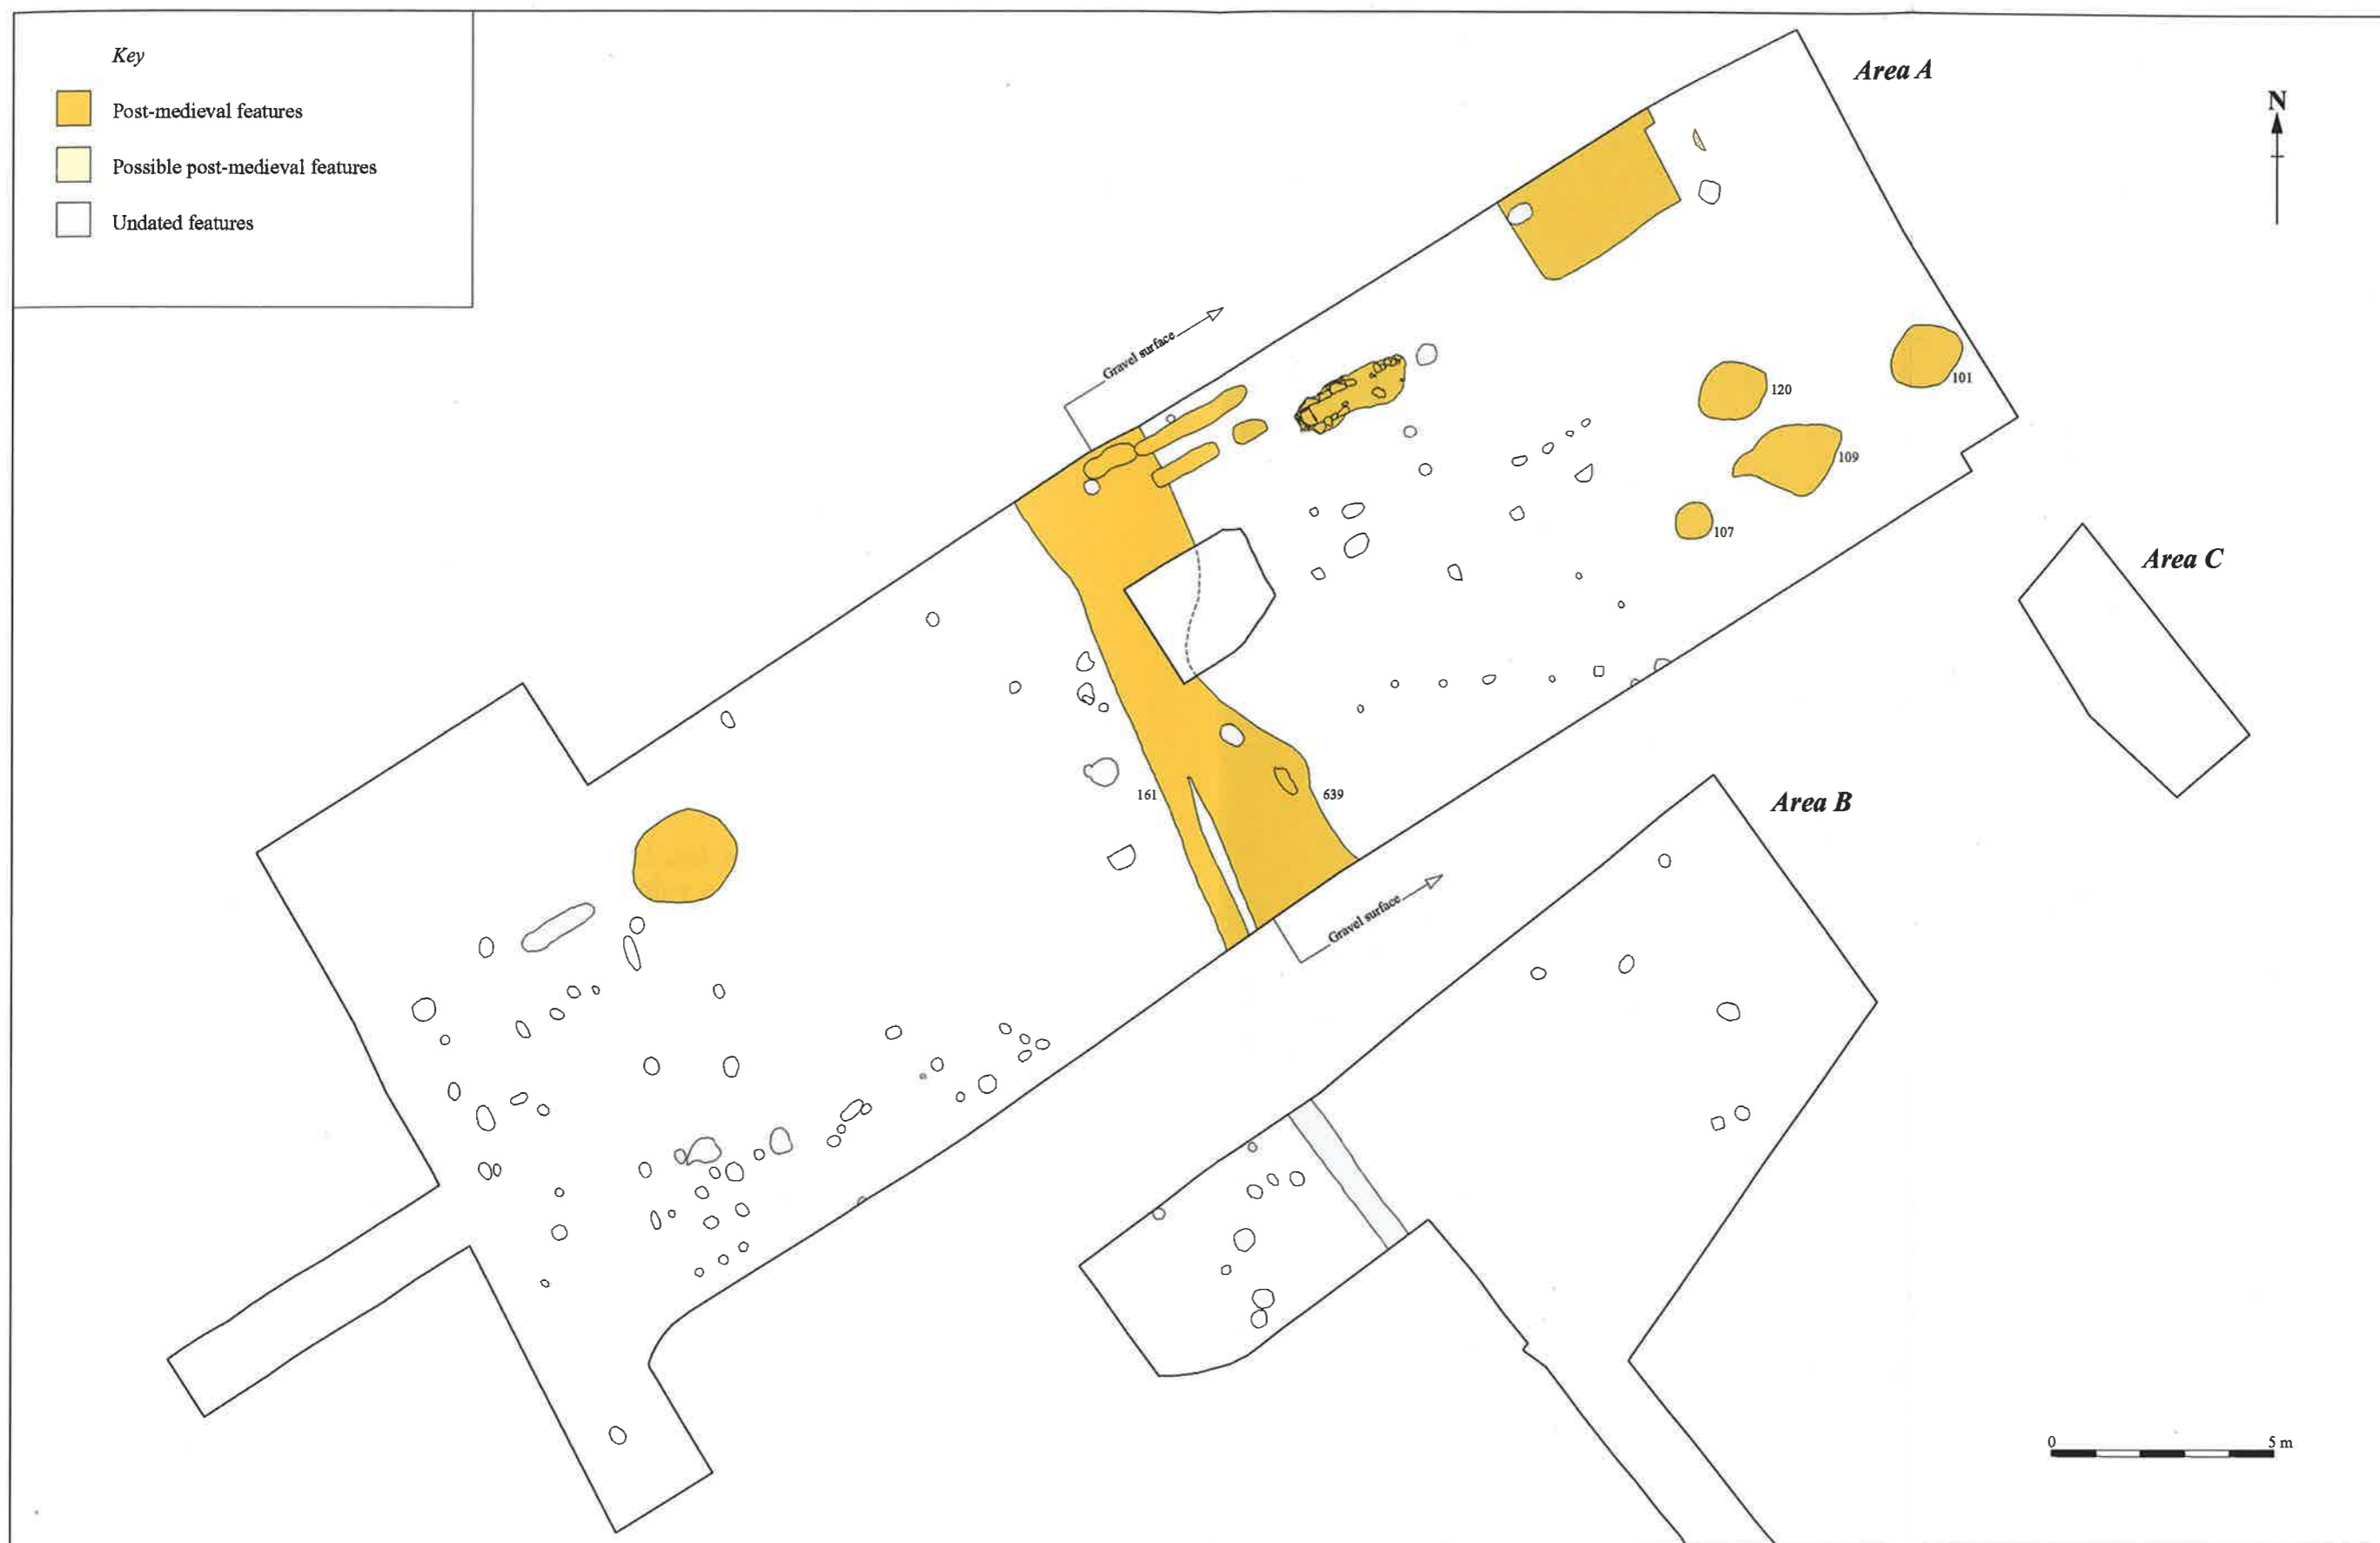 Key
Post-medieval features
Possible post-medieval features
Undated features
Area A
N
Gravel surface
101
120
109
107
Area C
161
639
Area B
Gravel surface
0
5 m